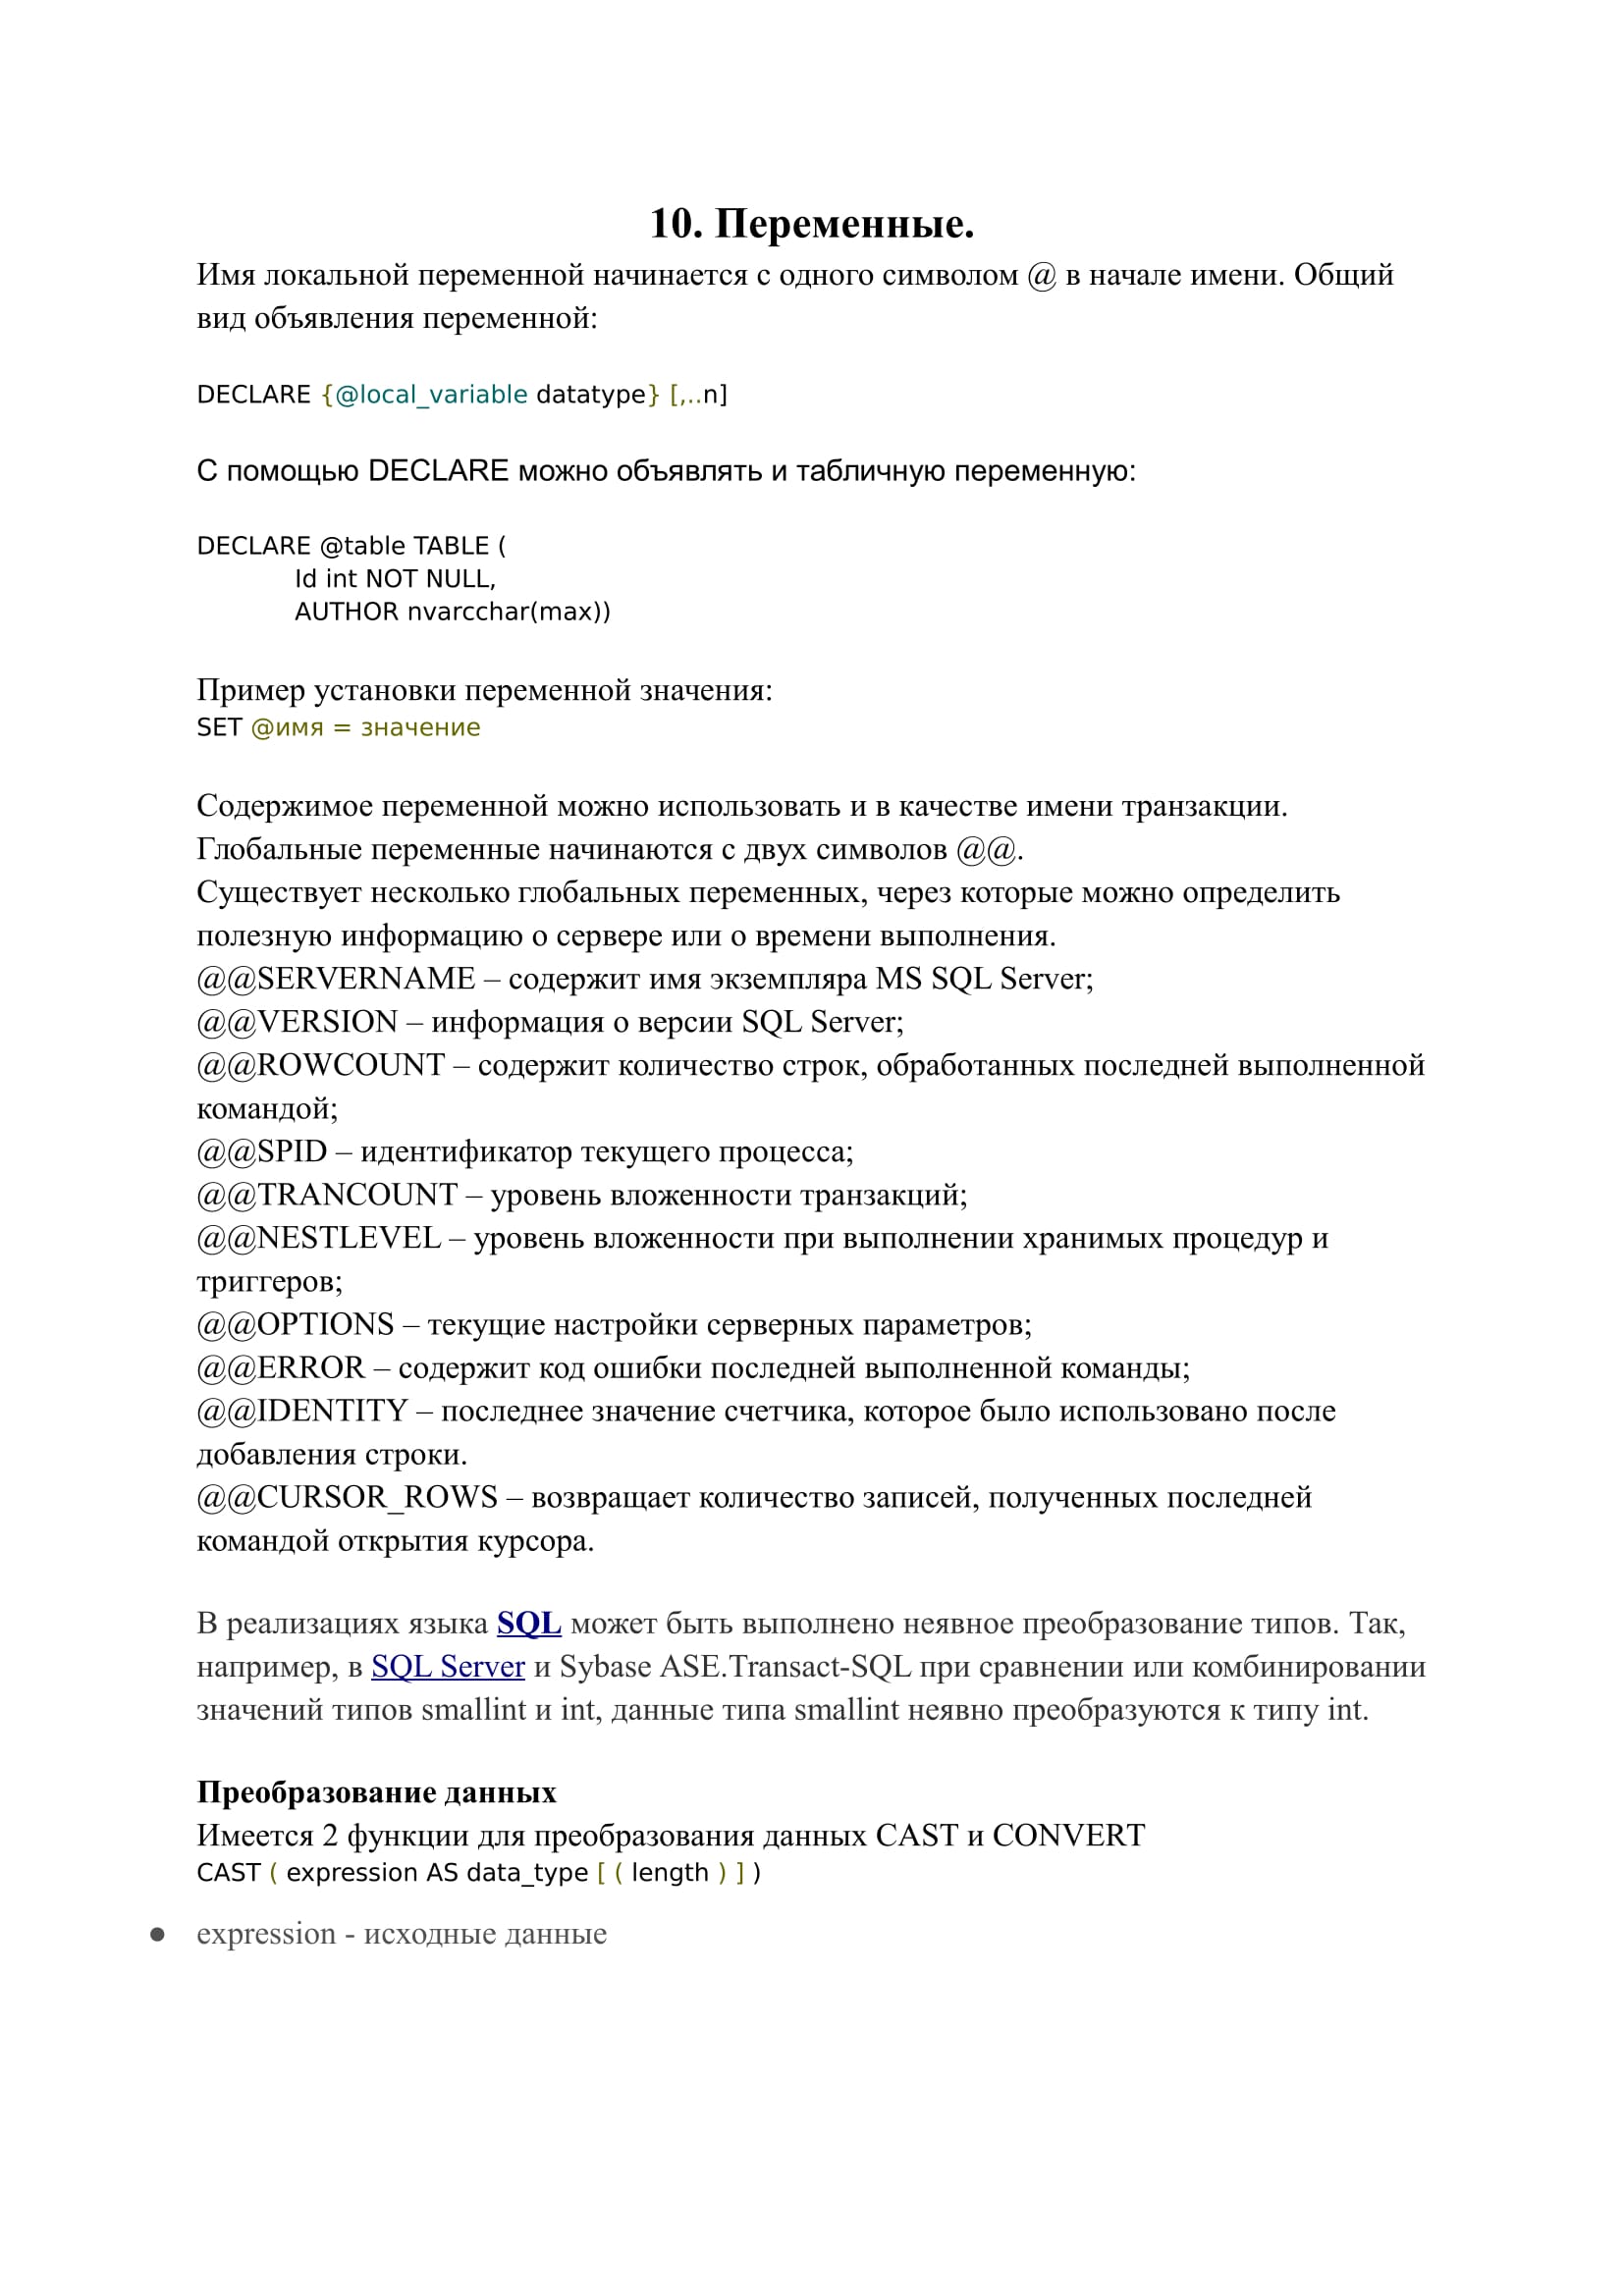 10. Переменные.
Имя локальной переменной начинается с одного символом @ в начале имени. Общий
вид объявления переменной:
DECLARE {@local_variable datatype} [,..n]
С помощью DECLARE можно объявлять и табличную переменную:
DECLARE @table TABLE (
Id int NOT NULL,
AUTHOR nvarcchar(max))
Пример установки переменной значения:
SET @имя = значение
Содержимое переменной можно использовать и в качестве имени транзакции.
Глобальные переменные начинаются с двух символов @@.
Существует несколько глобальных переменных, через которые можно определить
полезную информацию о сервере или о времени выполнения.
@@SERVERNAME – содержит имя экземпляра MS SQL Server;
@@VERSION – информация о версии SQL Server;
@@ROWCOUNT – содержит количество строк, обработанных последней выполненной
командой;
@@SPID – идентификатор текущего процесса;
@@TRANCOUNT – уровень вложенности транзакций;
@@NESTLEVEL – уровень вложенности при выполнении хранимых процедур и
триггеров;
@@OPTIONS – текущие настройки серверных параметров;
@@ERROR – содержит код ошибки последней выполненной команды;
@@IDENTITY – последнее значение счетчика, которое было использовано после
добавления строки.
@@CURSOR_ROWS – возвращает количество записей, полученных последней
командой открытия курсора.
В реализациях языка SQL может быть выполнено неявное преобразование типов. Так,
например, в SQL Server и Sybase ASE.Transact-SQL при сравнении или комбинировании
значений типов smallint и int, данные типа smallint неявно преобразуются к типу int.
Преобразование данных
Имеется 2 функции для преобразования данных CAST и CONVERT
CAST ( expression AS data_type [ ( length ) ] )
● expression - исходные данные